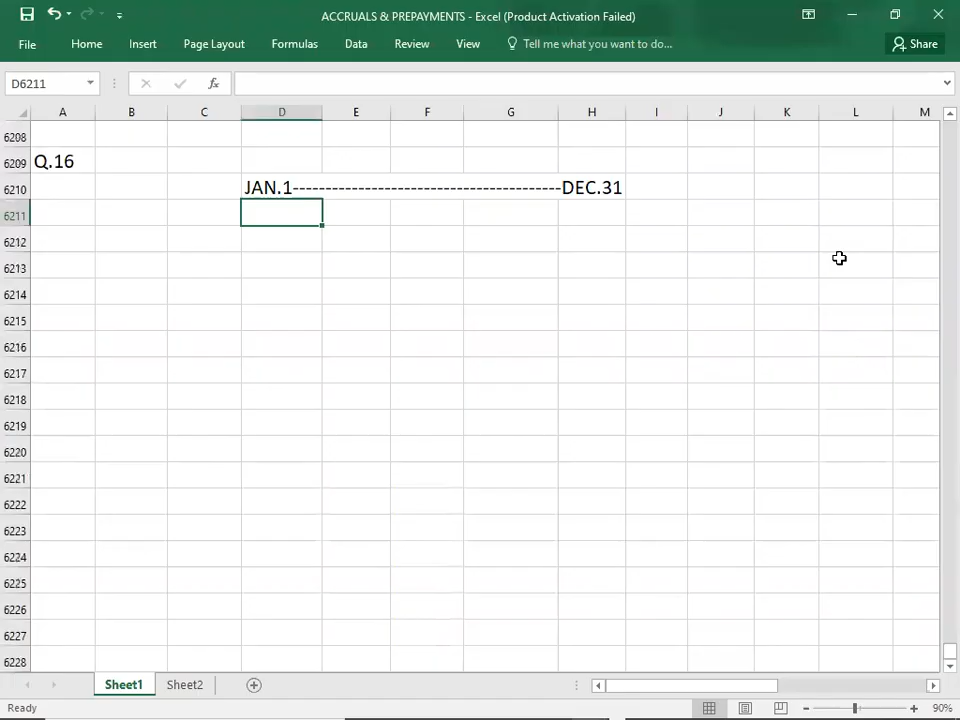 ACCRUALS & PREPAYMENTS - Excel (Product Activation Failed)
File Home Insert Page Layout Formulas Data Review View Tell me what you want to do... Share
D6211 fx
A B C D E F G H I J K L M
6208
6209 Q.16
6210 JAN.1-----------------------------------------DEC.31
6211
6212
6213
6214
6215
6216
6217
6218
6219
6220
6221
6222
6223
6224
6225
6226
6227
6228
Sheet1 Sheet2
Ready 90%